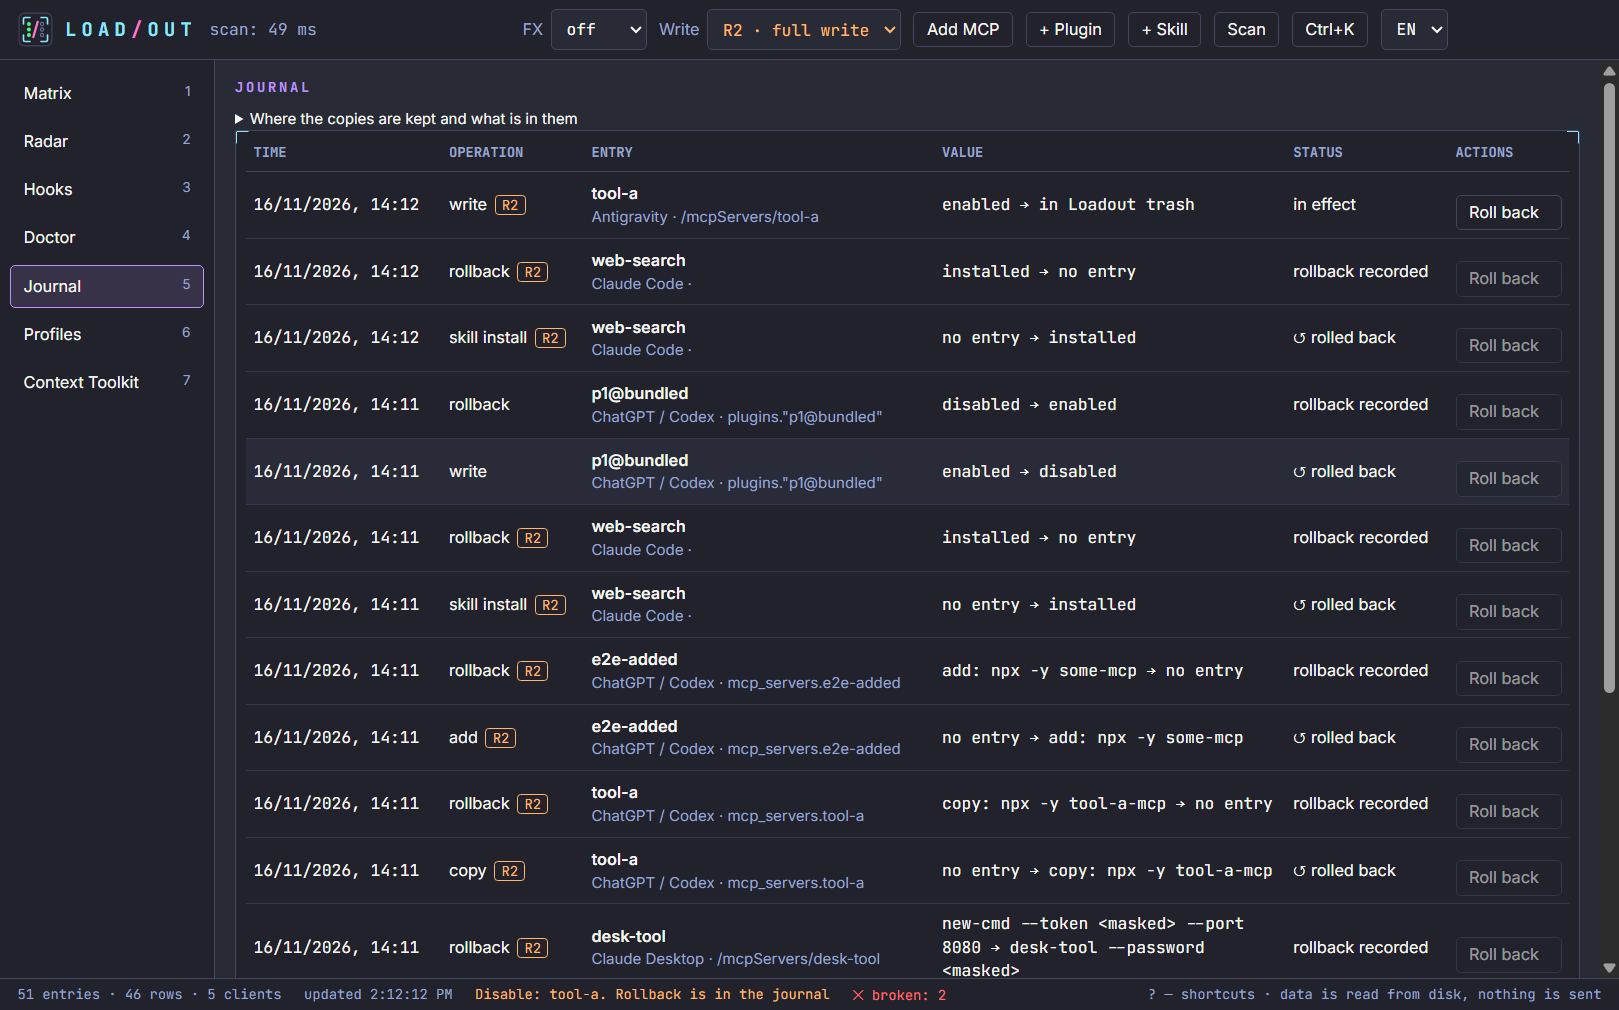 LOAD/OUT scan: 49 ms FX off Write R2 · full write Add MCP + Plugin + Skill Scan Ctrl+K EN
Matrix 1
Radar 2
Hooks 3
Doctor 4
Journal 5
Profiles 6
Context Toolkit 7
JOURNAL
▶ Where the copies are kept and what is in them
TIME OPERATION ENTRY VALUE STATUS ACTIONS
16/11/2026, 14:12 write R2 tool-a enabled → in Loadout trash in effect Roll back
Antigravity · /mcpServers/tool-a
16/11/2026, 14:12 rollback R2 web-search installed → no entry rollback recorded Roll back
Claude Code ·
16/11/2026, 14:12 skill install R2 web-search no entry → installed ↺ rolled back Roll back
Claude Code ·
16/11/2026, 14:11 rollback p1@bundled disabled → enabled rollback recorded Roll back
ChatGPT / Codex · plugins."p1@bundled"
16/11/2026, 14:11 write p1@bundled enabled → disabled ↺ rolled back Roll back
ChatGPT / Codex · plugins."p1@bundled"
16/11/2026, 14:11 rollback R2 web-search installed → no entry rollback recorded Roll back
Claude Code ·
16/11/2026, 14:11 skill install R2 web-search no entry → installed ↺ rolled back Roll back
Claude Code ·
16/11/2026, 14:11 rollback R2 e2e-added add: npx -y some-mcp → no entry rollback recorded Roll back
ChatGPT / Codex · mcp_servers.e2e-added
16/11/2026, 14:11 add R2 e2e-added no entry → add: npx -y some-mcp ↺ rolled back Roll back
ChatGPT / Codex · mcp_servers.e2e-added
16/11/2026, 14:11 rollback R2 tool-a copy: npx -y tool-a-mcp → no entry rollback recorded Roll back
ChatGPT / Codex · mcp_servers.tool-a
16/11/2026, 14:11 copy R2 tool-a no entry → copy: npx -y tool-a-mcp ↺ rolled back Roll back
ChatGPT / Codex · mcp_servers.tool-a
16/11/2026, 14:11 rollback R2 desk-tool new-cmd --token <masked> --port 8080 → desk-tool --password <masked> rollback recorded Roll back
Claude Desktop · /mcpServers/desk-tool
51 entries · 46 rows · 5 clients updated 2:12:12 PM Disable: tool-a. Rollback is in the journal ✕ broken: 2 ? — shortcuts · data is read from disk, nothing is sent